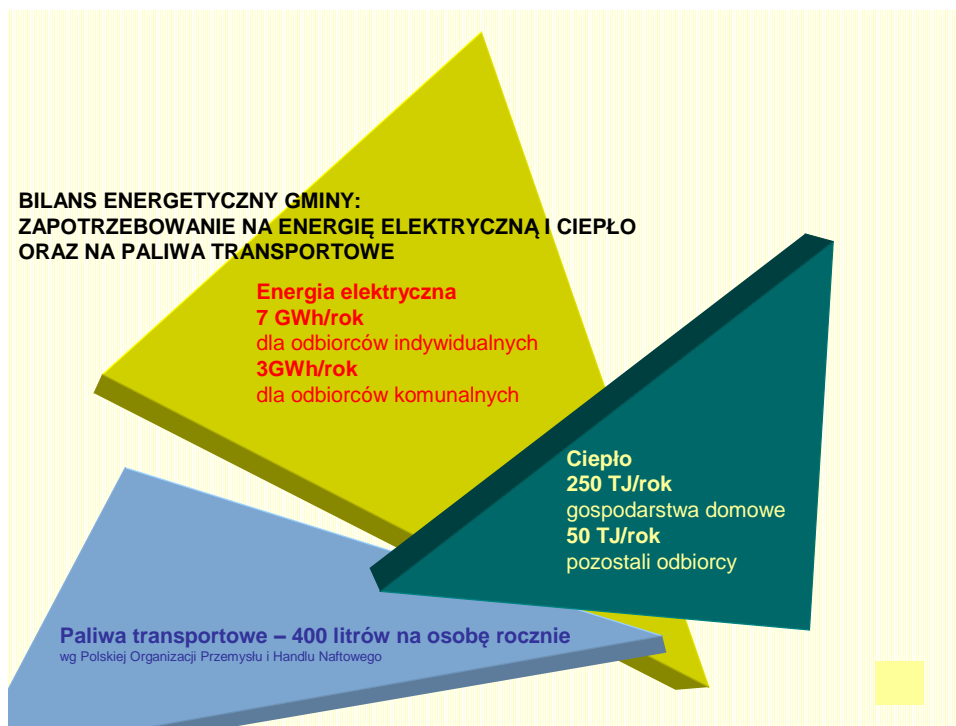 BILANS ENERGETYCZNY GMINY:
ZAPOTRZEBOWANIE NA ENERGIĘ ELEKTRYCZNĄ I CIEPŁO
ORAZ NA PALIWA TRANSPORTOWE
Energia elektryczna
7 GWh/rok
dla odbiorców indywidualnych
3GWh/rok
dla odbiorców komunalnych
Ciepło
250 TJ/rok
gospodarstwa domowe
50 TJ/rok
pozostali odbiorcy
Paliwa transportowe – 400 litrów na osobę rocznie
wg Polskiej Organizacji Przemysłu i Handlu Naftowego